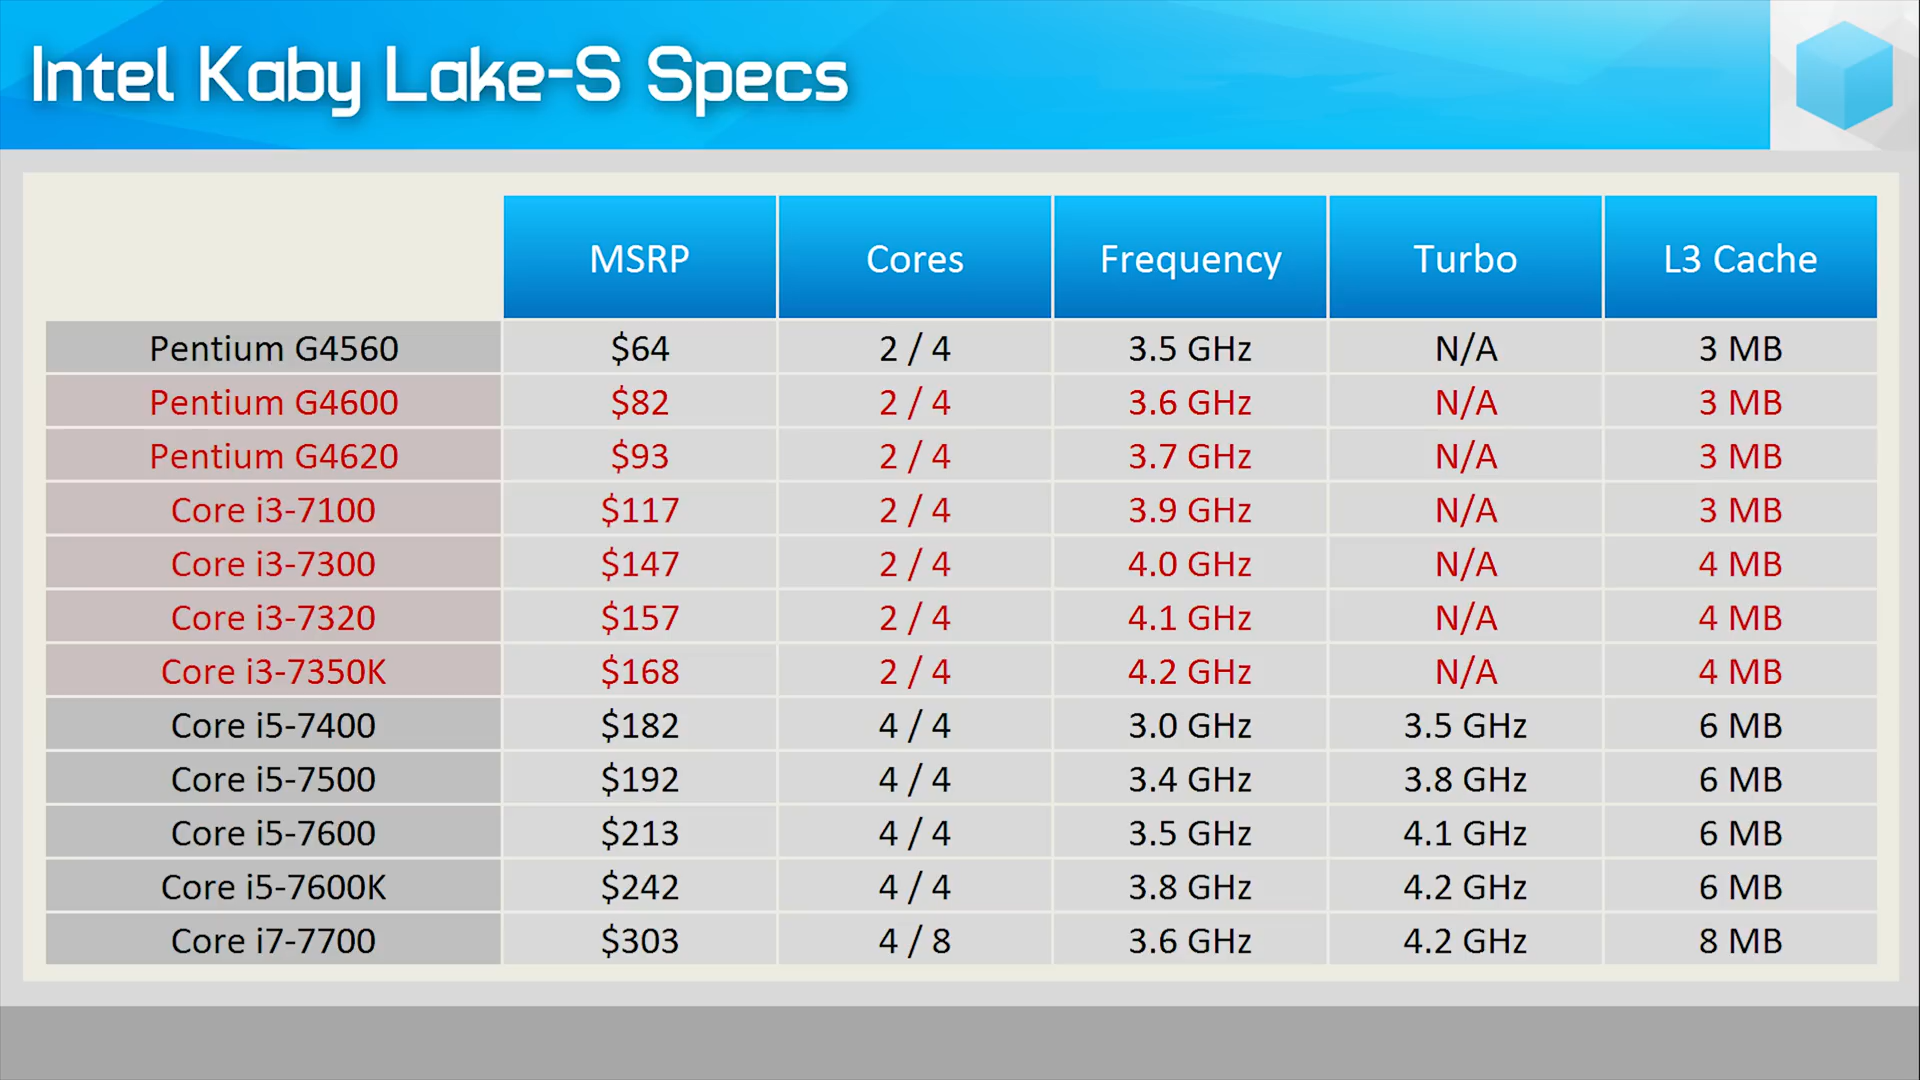 Intel Kaby Lake-S Specs
MSRP Cores Frequency Turbo L3 Cache
Pentium G4560 $64 2 / 4 3.5 GHz N/A 3 MB
Pentium G4600 $82 2 / 4 3.6 GHz N/A 3 MB
Pentium G4620 $93 2 / 4 3.7 GHz N/A 3 MB
Core i3-7100 $117 2 / 4 3.9 GHz N/A 3 MB
Core i3-7300 $147 2 / 4 4.0 GHz N/A 4 MB
Core i3-7320 $157 2 / 4 4.1 GHz N/A 4 MB
Core i3-7350K $168 2 / 4 4.2 GHz N/A 4 MB
Core i5-7400 $182 4 / 4 3.0 GHz 3.5 GHz 6 MB
Core i5-7500 $192 4 / 4 3.4 GHz 3.8 GHz 6 MB
Core i5-7600 $213 4 / 4 3.5 GHz 4.1 GHz 6 MB
Core i5-7600K $242 4 / 4 3.8 GHz 4.2 GHz 6 MB
Core i7-7700 $303 4 / 8 3.6 GHz 4.2 GHz 8 MB